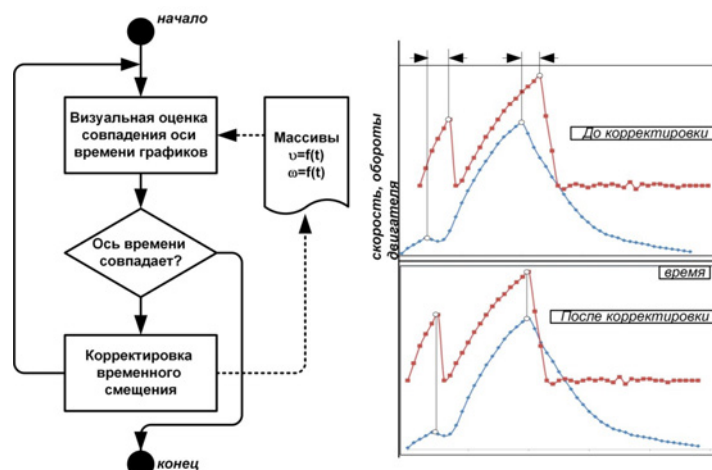 начало
Визуальная оценка
совпадения оси
времени графиков
Массивы
υ=f(t)
ω=f(t)
Ось времени
совпадает?
Корректировка
временного
смещения
конец
скорость, обороты
двигателя
До корректировки
время
После корректировки